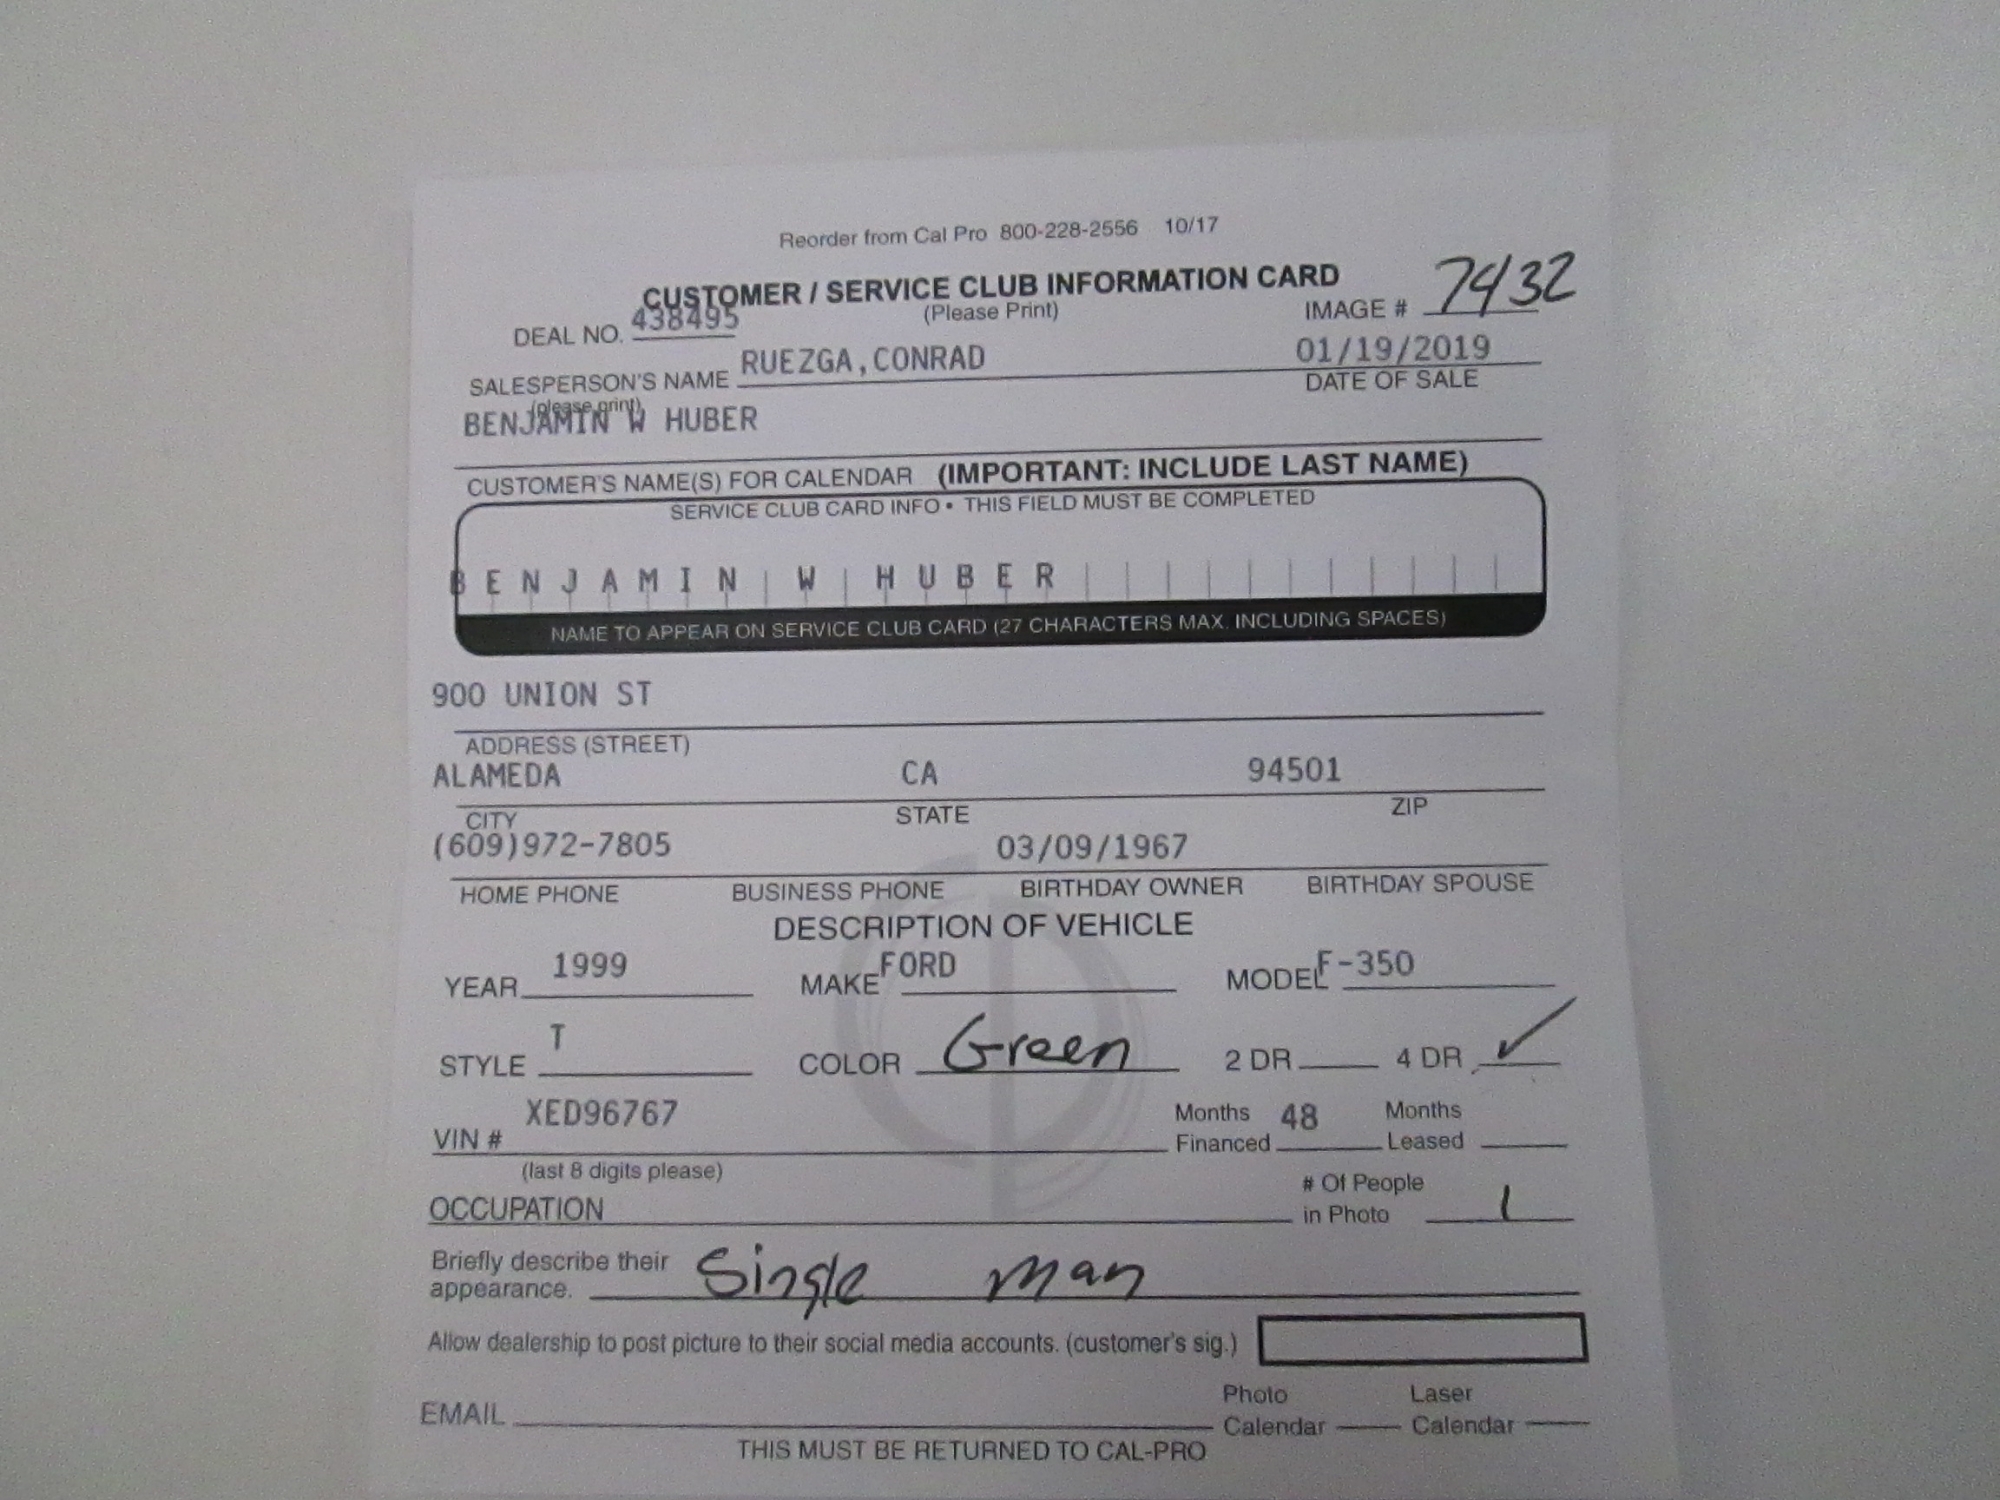 Reorder from Cal Pro 800-228-2556 10/17
CUSTOMER / SERVICE CLUB INFORMATION CARD
(Please Print)
DEAL NO. 438495
IMAGE # 7432
SALESPERSON'S NAME RUEZGA,CONRAD 01/19/2019
(please print) DATE OF SALE
BENJAMIN W HUBER
CUSTOMER'S NAME(S) FOR CALENDAR (IMPORTANT: INCLUDE LAST NAME)
SERVICE CLUB CARD INFO • THIS FIELD MUST BE COMPLETED
BENJAMIN W HUBER
NAME TO APPEAR ON SERVICE CLUB CARD (27 CHARACTERS MAX. INCLUDING SPACES)
900 UNION ST
ADDRESS (STREET)
ALAMEDA CA 94501
CITY STATE ZIP
(609)972-7805 03/09/1967
HOME PHONE BUSINESS PHONE BIRTHDAY OWNER BIRTHDAY SPOUSE
DESCRIPTION OF VEHICLE
YEAR 1999 MAKE FORD MODEL F-350
STYLE T COLOR Green 2 DR 4 DR ✓
VIN # XED96767 Months Financed 48 Months Leased
(last 8 digits please)
OCCUPATION # Of People in Photo 1
Briefly describe their appearance. Single man
Allow dealership to post picture to their social media accounts. (customer's sig.)
EMAIL Photo Calendar Laser Calendar
THIS MUST BE RETURNED TO CAL-PRO